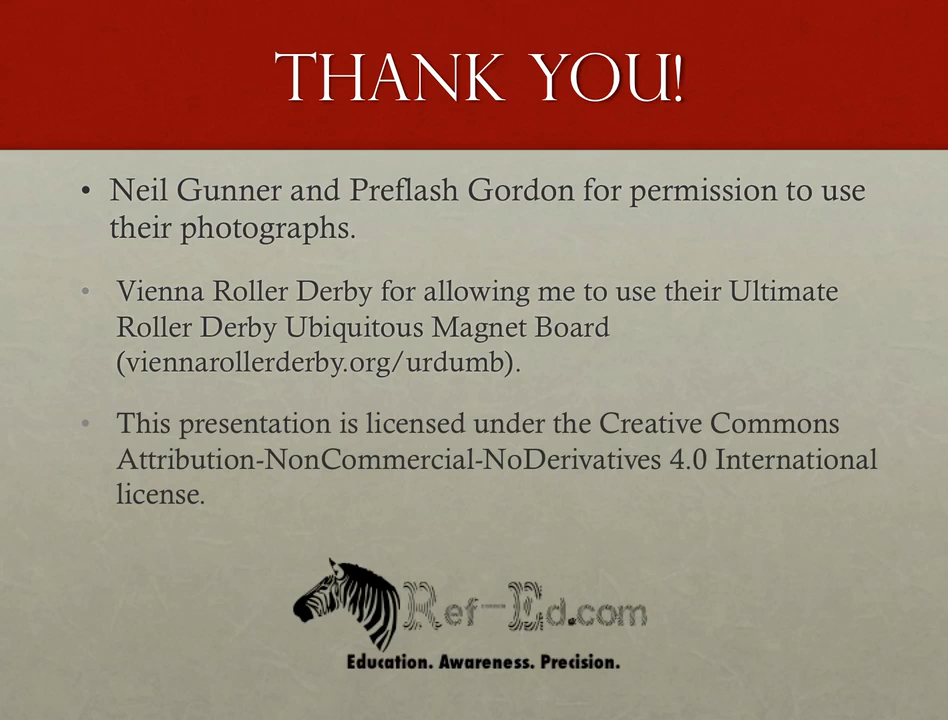 THANK YOU!
• Neil Gunner and Preflash Gordon for permission to use
their photographs.
• Vienna Roller Derby for allowing me to use their Ultimate
Roller Derby Ubiquitous Magnet Board
(viennarollerderby.org/urdumb).
• This presentation is licensed under the Creative Commons
Attribution-NonCommercial-NoDerivatives 4.0 International
license.
Ref-Ed.com
Education. Awareness. Precision.